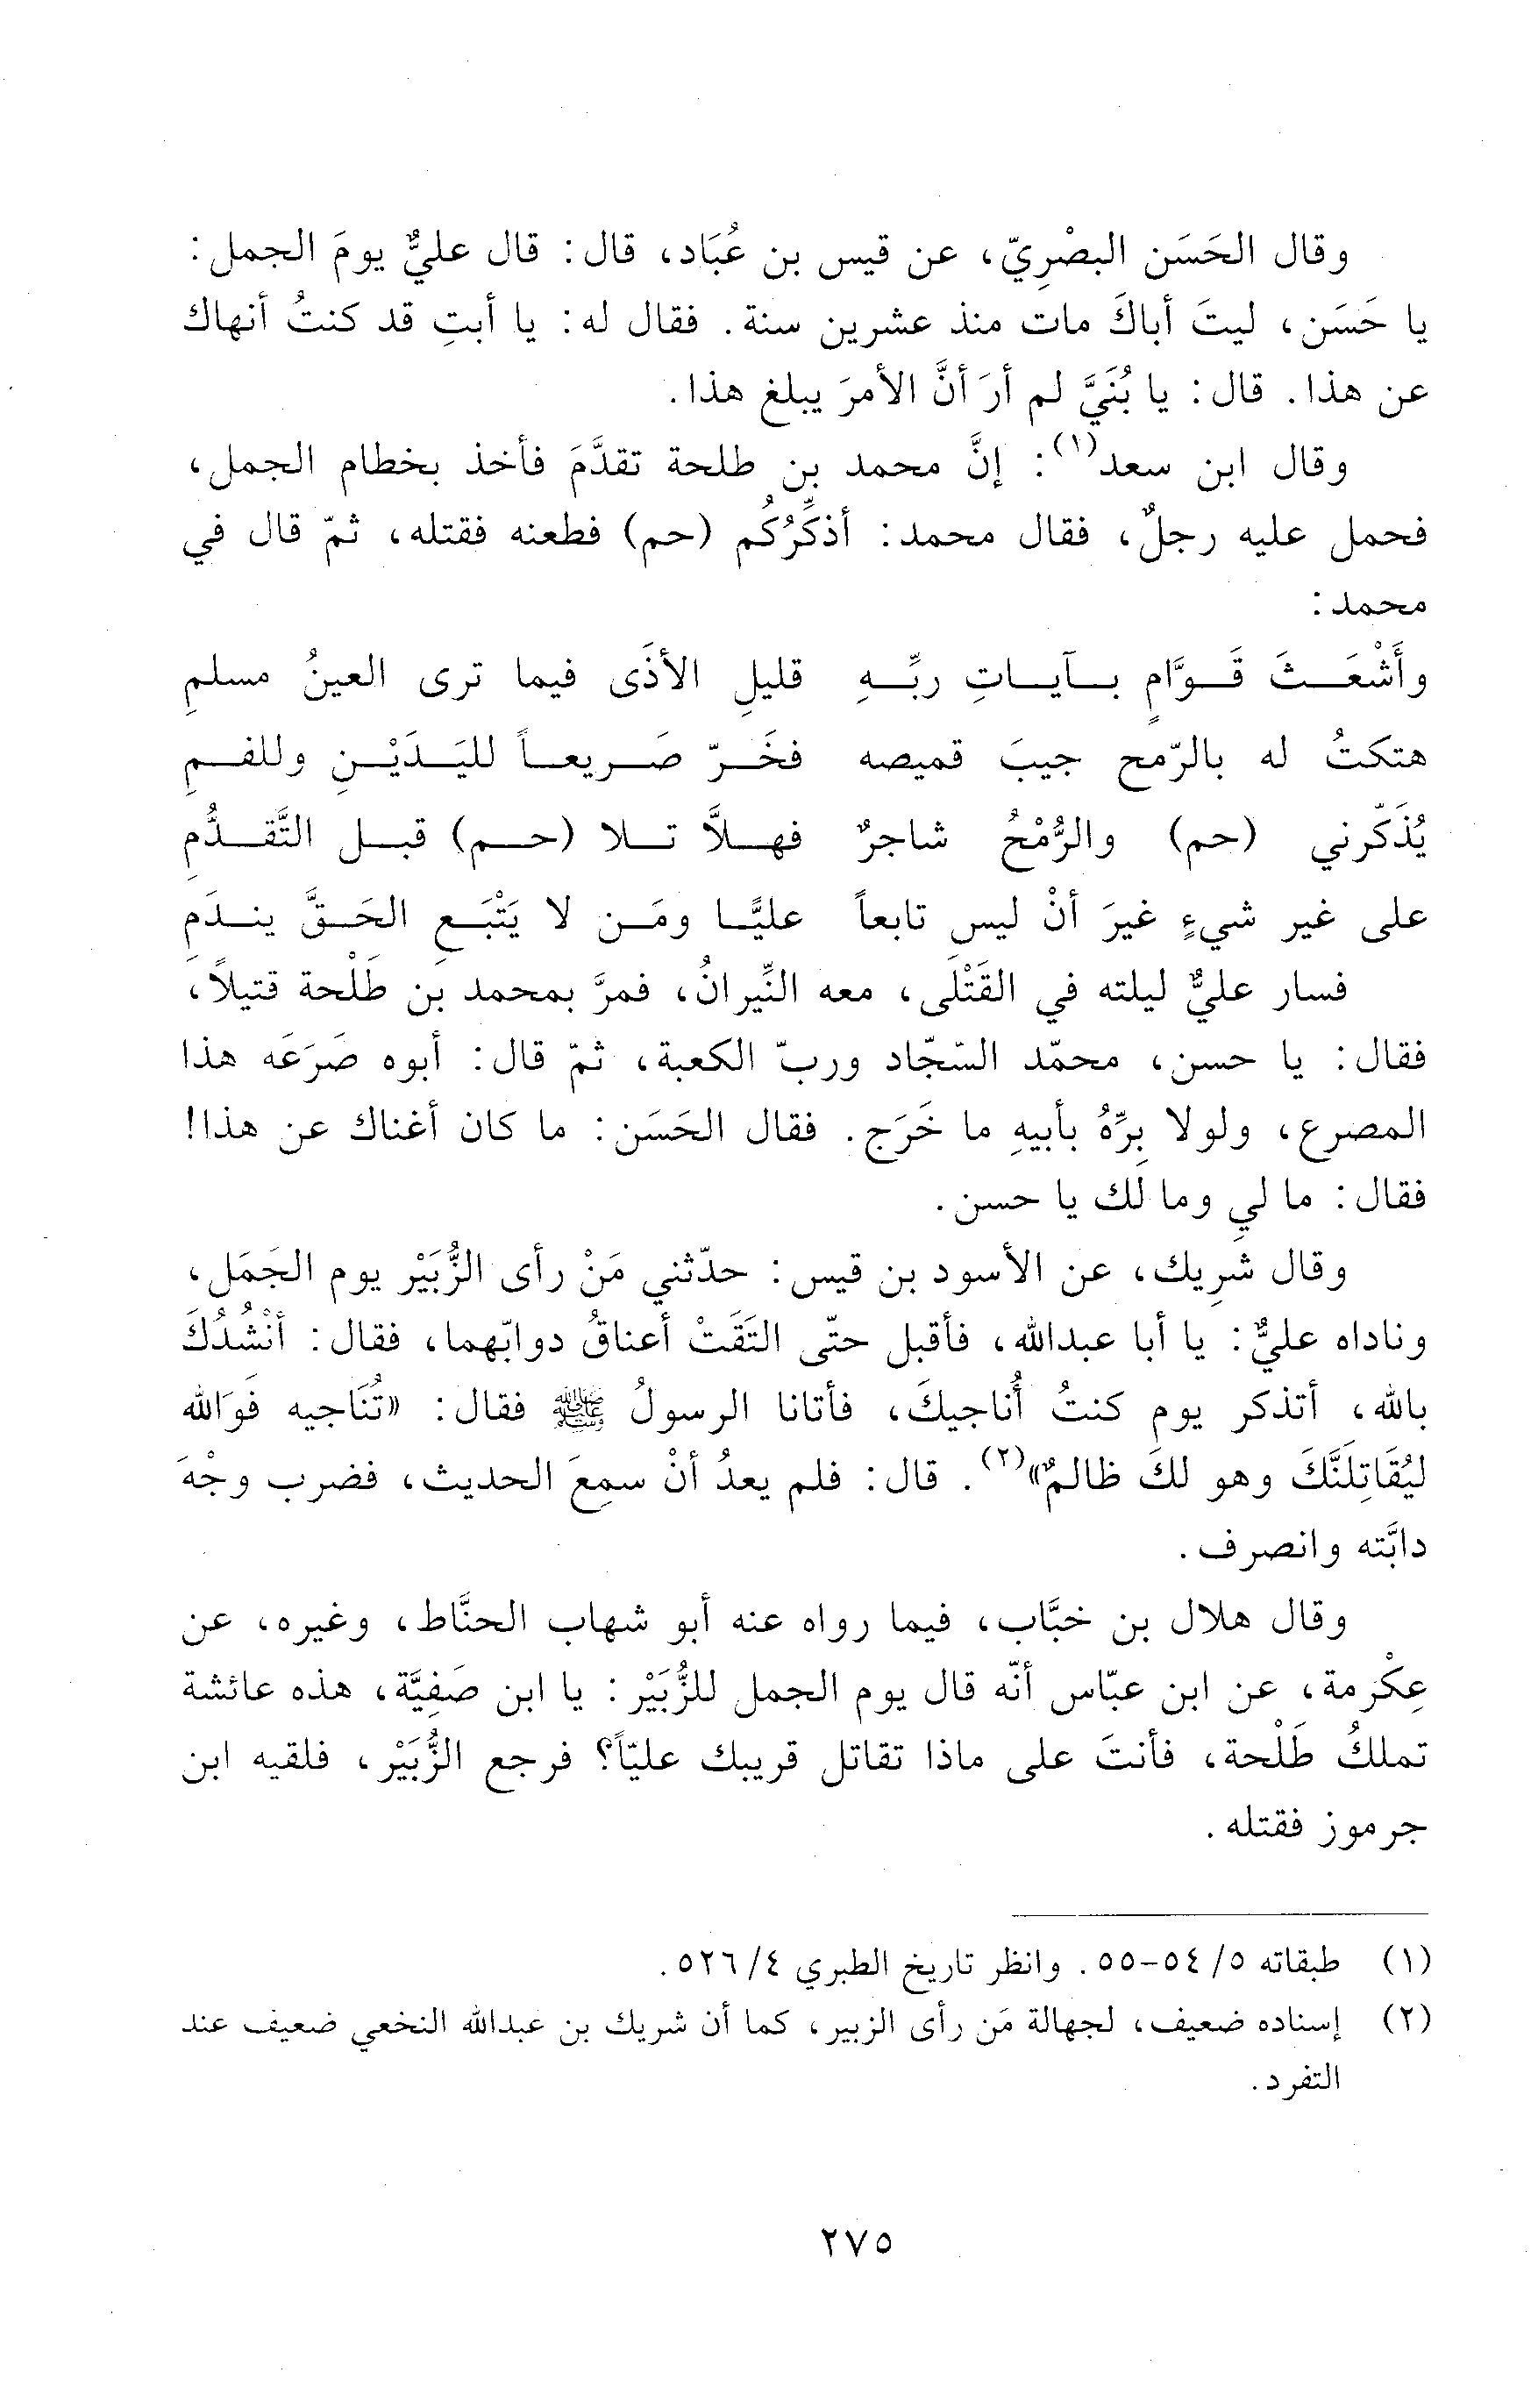 وقال الحَسَن البصْرِيّ، عن قيس بن عُبَاد، قال: قال عليٌّ يومَ الجمل:
يا حَسَن، ليتَ أباكَ مات منذ عشرين سنة. فقال له: يا أبتِ قد كنتُ أنهاك
عن هذا. قال: يا بُنَيَّ لم أرَ أنَّ الأمرَ يبلغ هذا.
وقال ابن سعد(١): إنَّ محمد بن طلحة تقدَّمَ فأخذ بخطام الجمل،
فحمل عليه رجلٌ، فقال محمد: أذكِّرُكُم (حم) فطعنه فقتله، ثمّ قال في
محمد:
وأَشْعَثَ قَوَّامٍ بآياتِ ربِّهِ قليلِ الأذَى فيما ترى العينُ مسلمِ
هتكتُ له بالرّمح جيبَ قميصه فخَرّ صَريعاً لليَدَيْنِ وللفمِ
يُذَكّرني (حم) والرُّمْحُ شاجرٌ فهلاَّ تلا (حم) قبل التَّقدُّمِ
على غير شيءٍ غيرَ أنْ ليس تابعاً عليًّا ومَن لا يَتْبَعِ الحَقَّ يندَمِ
فسار عليٌّ ليلته في القَتْلَى، معه النِّيرانُ، فمرَّ بمحمد بن طَلْحة قتيلاً،
فقال: يا حسن، محمّد السّجّاد وربّ الكعبة، ثمّ قال: أبوه صَرَعَه هذا
المصرع، ولولا بِرِّهُ بأبيهِ ما خَرَج. فقال الحَسَن: ما كان أغناك عن هذا!
فقال: ما لي وما لك يا حسن.
وقال شَرِيك، عن الأسود بن قيس: حدّثني مَنْ رأى الزُّبَيْر يوم الجَمَل،
وناداه عليٌّ: يا أبا عبدالله، فأقبل حتّى التَقَتْ أعناقُ دوابّهما، فقال: أنْشُدُكَ
بالله، أتذكر يوم كنتُ أُناجيكَ، فأتانا الرسولُ ﷺ فقال: «تُنَاجيه فَوَالله
ليُقَاتِلَنَّكَ وهو لكَ ظالمٌ»(٢). قال: فلم يعدُ أنْ سمِعَ الحديث، فضرب وجْهَ
دابَّته وانصرف.
وقال هلال بن خبَّاب، فيما رواه عنه أبو شهاب الحنَّاط، وغيره، عن
عِكْرمة، عن ابن عبّاس أنّه قال يوم الجمل للزُّبَيْر: يا ابن صَفِيَّة، هذه عائشة
تملكُ طَلْحة، فأنتَ على ماذا تقاتل قريبك عليّاً؟ فرجع الزُّبَيْر، فلقيه ابن
جرموز فقتله.
(١) طبقاته ٥/ ٥٤-٥٥. وانظر تاريخ الطبري ٤/ ٥٢٦.
(٢) إسناده ضعيف، لجهالة مَن رأى الزبير، كما أن شريك بن عبدالله النخعي ضعيف عند
التفرد.
٢٧٥